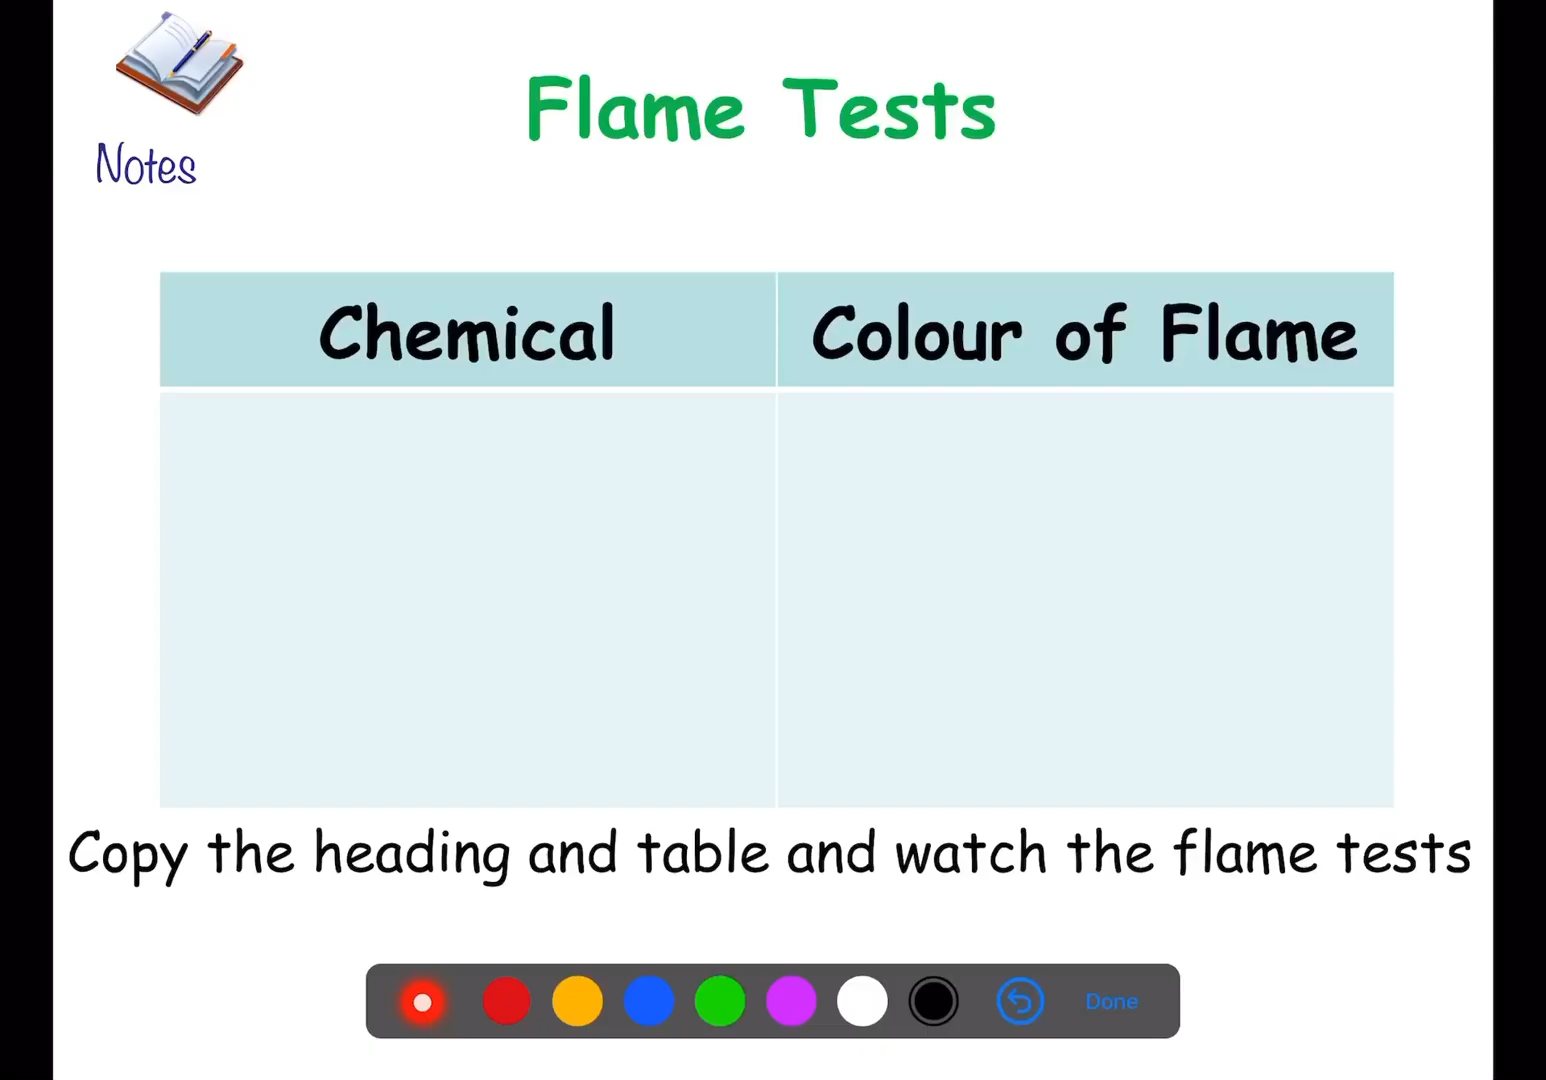 Flame Tests
Notes
Chemical
Colour of Flame
Copy the heading and table and watch the flame tests
Done